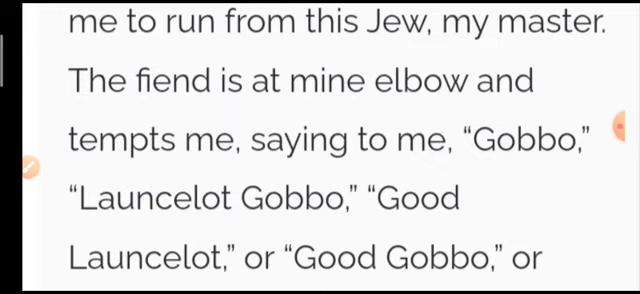 me to run from this Jew, my master.
The fiend is at mine elbow and
tempts me, saying to me, “Gobbo,”
“Launcelot Gobbo,” “Good
Launcelot,” or “Good Gobbo,” or